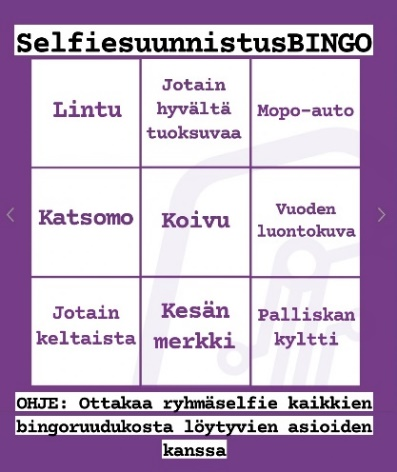 SelfiesuunnistusBINGO
Lintu
Jotain
hyvältä
tuoksuvaa
Mopo-auto
Katsomo
Koivu
Vuoden
luontokuva
Jotain
keltaista
Kesän
merkki
Palliskan
kyltti
OHJE: Ottakaa ryhmäselfie kaikkien
bingoruudukosta löytyvien asioiden
kanssa